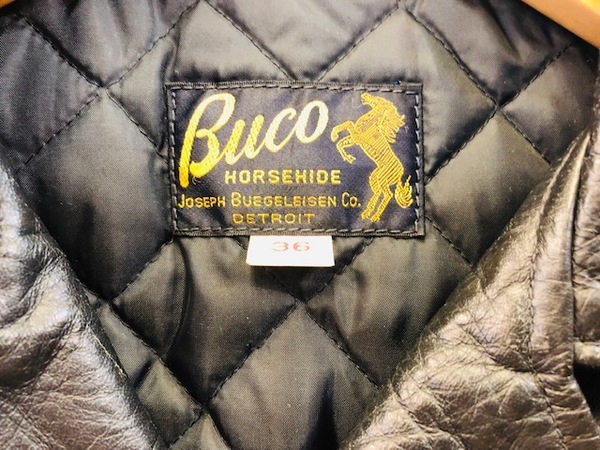 Buco
HORSEHIDE
JOSEPH BUEGELEISEN CO.
DETROIT
36